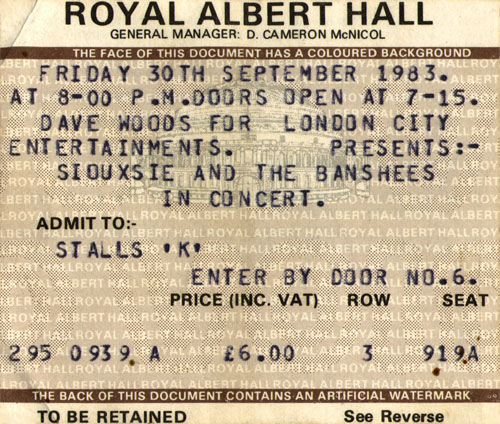 ROYAL ALBERT HALL
GENERAL MANAGER: D. CAMERON McNICOL
THE FACE OF THIS DOCUMENT HAS A COLOURED BACKGROUND
FRIDAY 30TH SEPTEMBER 1983.
AT 8-00 P.M.DOORS OPEN AT 7-15.
DAVE WOODS FOR LONDON CITY
ENTERTAINMENTS. PRESENTS:-
SIOUXSIE AND THE BANSHEES
IN CONCERT.
ADMIT TO:-
STALLS 'K'
ENTER BY DOOR NO.6.
PRICE (INC. VAT) ROW SEAT
295 0939 A £6.00 3 919A
THE BACK OF THIS DOCUMENT CONTAINS AN ARTIFICIAL WATERMARK
TO BE RETAINED See Reverse